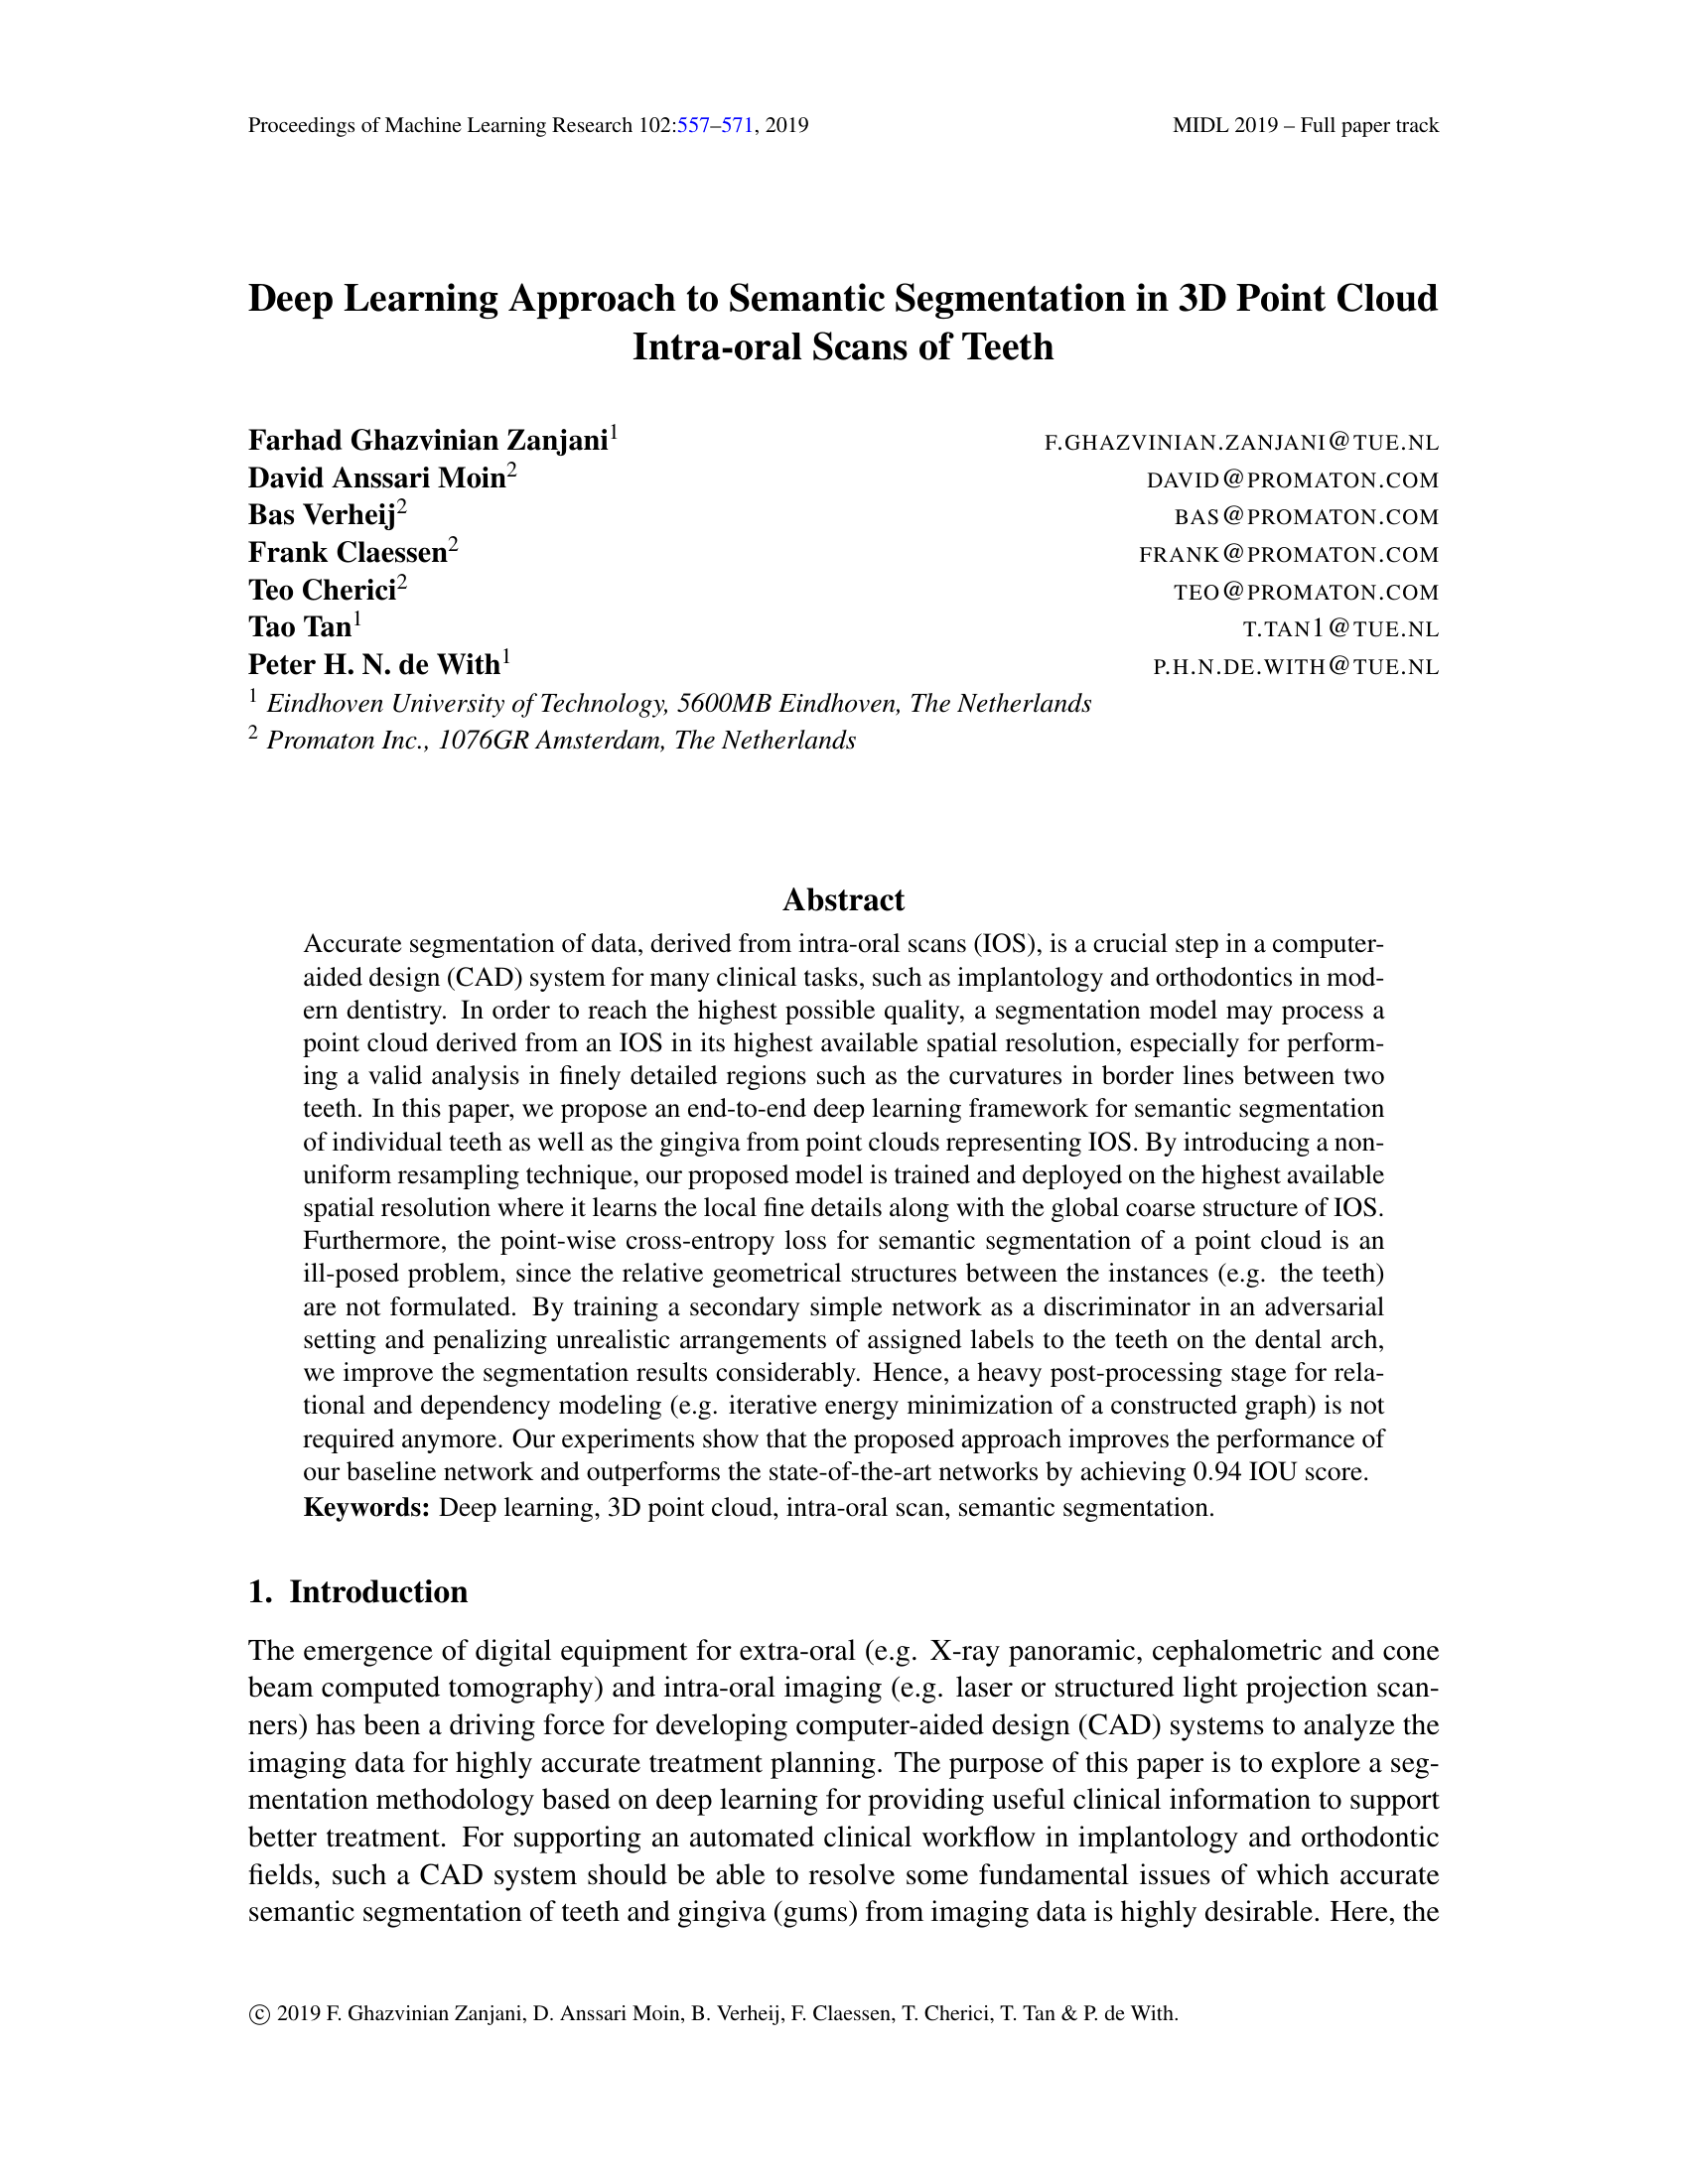 Proceedings of Machine Learning Research 102:557–571, 2019 MIDL 2019 – Full paper track
Deep Learning Approach to Semantic Segmentation in 3D Point Cloud
Intra-oral Scans of Teeth
Farhad Ghazvinian Zanjani1 F.GHAZVINIAN.ZANJANI@TUE.NL
David Anssari Moin2 DAVID@PROMATON.COM
Bas Verheij2 BAS@PROMATON.COM
Frank Claessen2 FRANK@PROMATON.COM
Teo Cherici2 TEO@PROMATON.COM
Tao Tan1 T.TAN1@TUE.NL
Peter H. N. de With1 P.H.N.DE.WITH@TUE.NL
1 Eindhoven University of Technology, 5600MB Eindhoven, The Netherlands
2 Promaton Inc., 1076GR Amsterdam, The Netherlands
Abstract
Accurate segmentation of data, derived from intra-oral scans (IOS), is a crucial step in a computer-
aided design (CAD) system for many clinical tasks, such as implantology and orthodontics in mod-
ern dentistry. In order to reach the highest possible quality, a segmentation model may process a
point cloud derived from an IOS in its highest available spatial resolution, especially for perform-
ing a valid analysis in finely detailed regions such as the curvatures in border lines between two
teeth. In this paper, we propose an end-to-end deep learning framework for semantic segmentation
of individual teeth as well as the gingiva from point clouds representing IOS. By introducing a non-
uniform resampling technique, our proposed model is trained and deployed on the highest available
spatial resolution where it learns the local fine details along with the global coarse structure of IOS.
Furthermore, the point-wise cross-entropy loss for semantic segmentation of a point cloud is an
ill-posed problem, since the relative geometrical structures between the instances (e.g. the teeth)
are not formulated. By training a secondary simple network as a discriminator in an adversarial
setting and penalizing unrealistic arrangements of assigned labels to the teeth on the dental arch,
we improve the segmentation results considerably. Hence, a heavy post-processing stage for rela-
tional and dependency modeling (e.g. iterative energy minimization of a constructed graph) is not
required anymore. Our experiments show that the proposed approach improves the performance of
our baseline network and outperforms the state-of-the-art networks by achieving 0.94 IOU score.
Keywords: Deep learning, 3D point cloud, intra-oral scan, semantic segmentation.
1. Introduction
The emergence of digital equipment for extra-oral (e.g. X-ray panoramic, cephalometric and cone
beam computed tomography) and intra-oral imaging (e.g. laser or structured light projection scan-
ners) has been a driving force for developing computer-aided design (CAD) systems to analyze the
imaging data for highly accurate treatment planning. The purpose of this paper is to explore a seg-
mentation methodology based on deep learning for providing useful clinical information to support
better treatment. For supporting an automated clinical workflow in implantology and orthodontic
fields, such a CAD system should be able to resolve some fundamental issues of which accurate
semantic segmentation of teeth and gingiva (gums) from imaging data is highly desirable. Here, the
© 2019 F. Ghazvinian Zanjani, D. Anssari Moin, B. Verheij, F. Claessen, T. Cherici, T. Tan & P. de With.